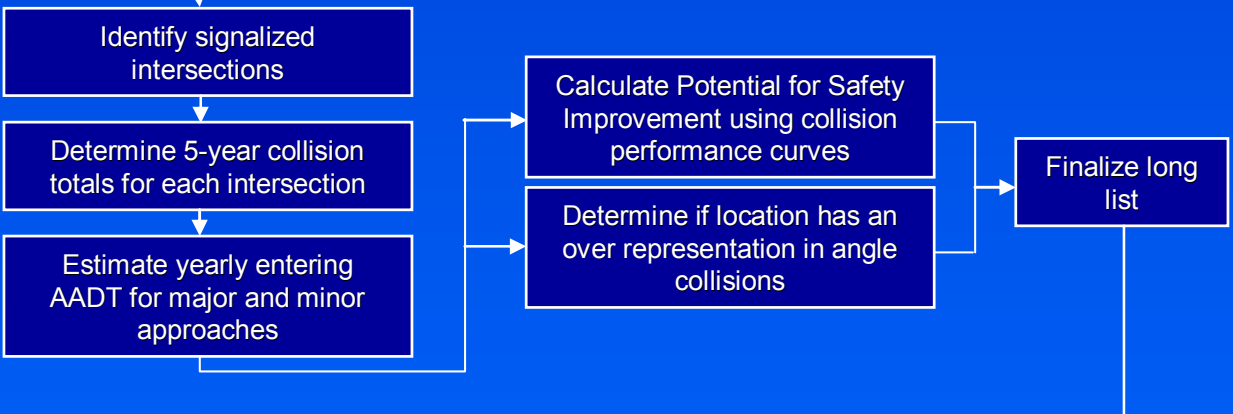 Identify signalized
intersections
Determine 5-year collision
totals for each intersection
Estimate yearly entering
AADT for major and minor
approaches
Calculate Potential for Safety
Improvement using collision
performance curves
Determine if location has an
over representation in angle
collisions
Finalize long
list